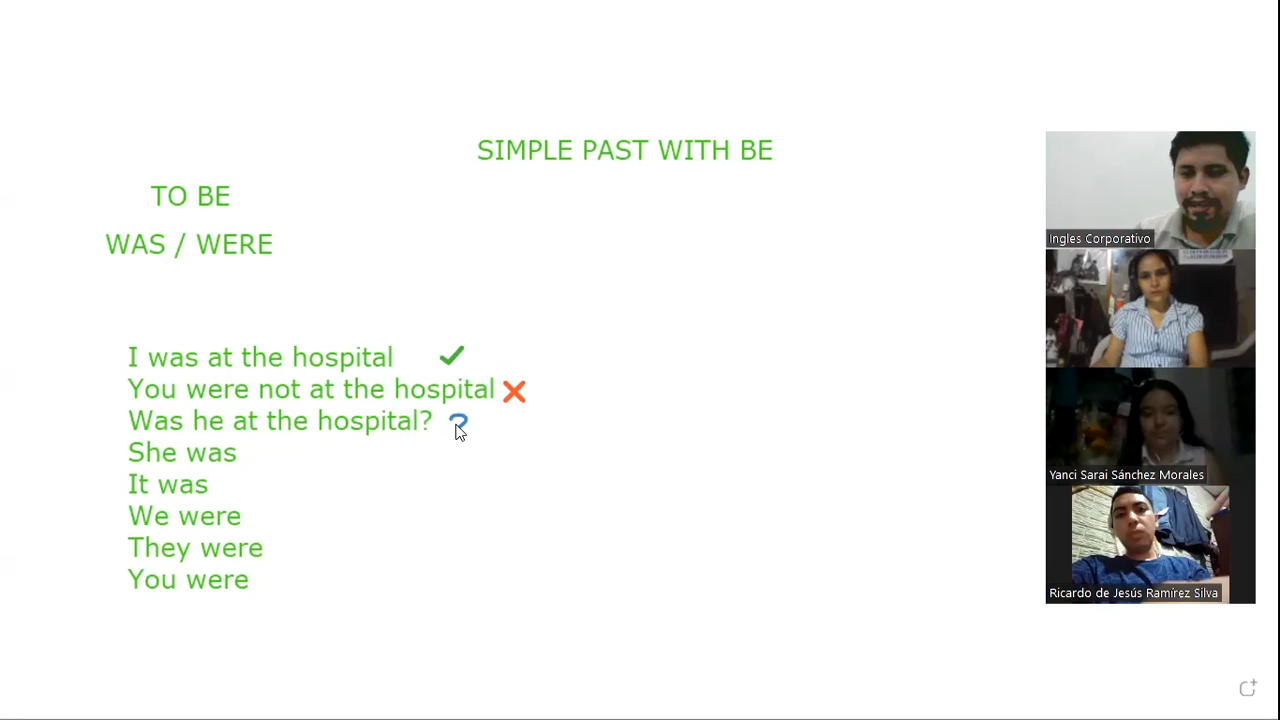 SIMPLE PAST WITH BE
TO BE
WAS / WERE
I was at the hospital
You were not at the hospital
Was he at the hospital?
She was
It was
We were
They were
You were
Ingles Corporativo
Yanci Sarai Sánchez Morales
Ricardo de Jesús Ramírez Silva